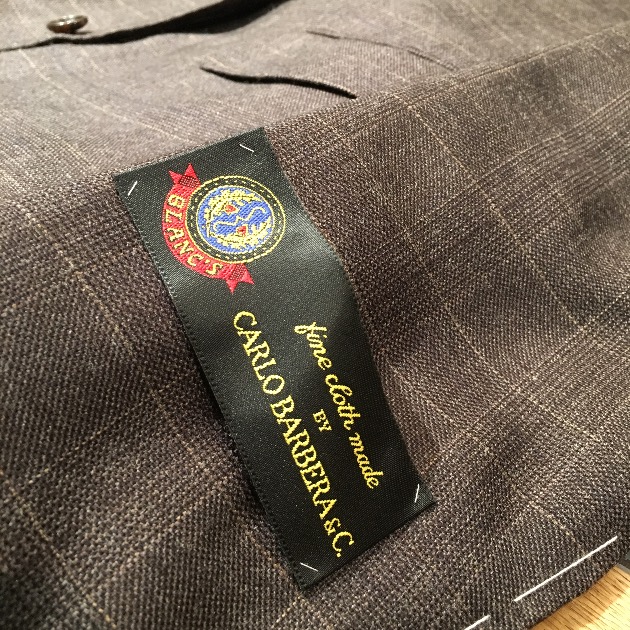 BLANC'S
fine cloth made
BY
CARLO BARBERA & C.